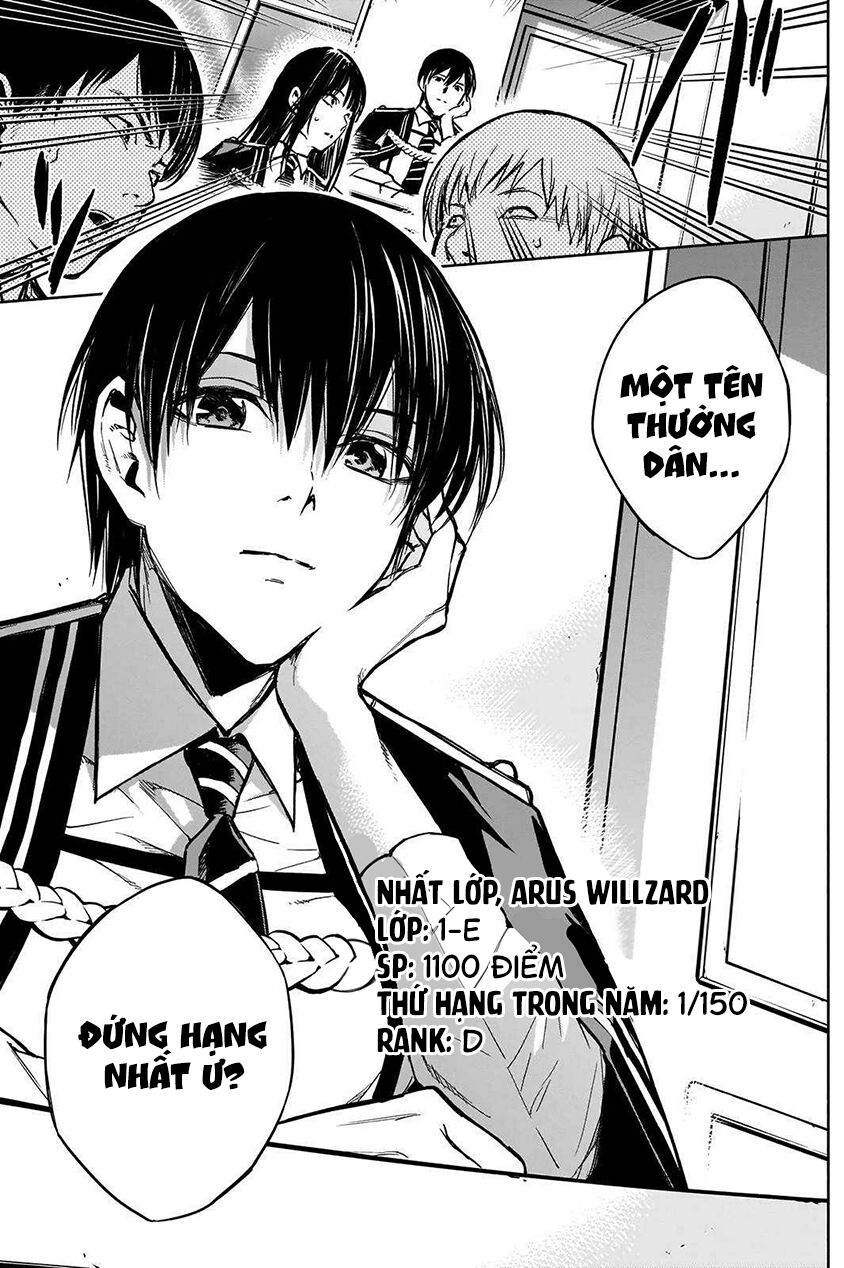 MỘT TÊN
THƯỜNG
DÂN...
NHẤT LỚP, ARUS WILLZARD
LỚP: 1-E
SP: 1100 ĐIỂM
THỨ HẠNG TRONG NĂM: 1/150
RANK: D
ĐỨNG HẠNG
NHẤT Ư?